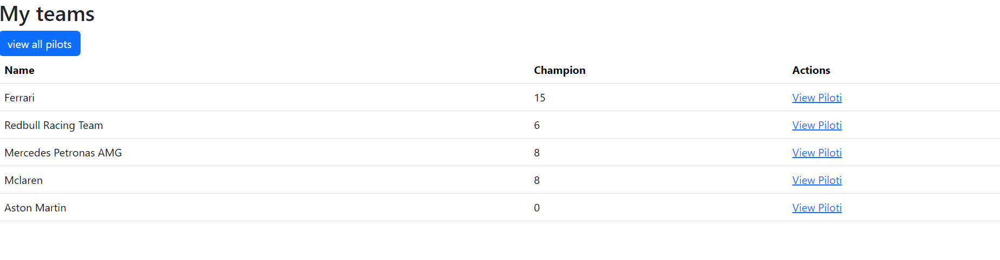 My teams
view all pilots
Name Champion Actions
Ferrari 15 View Piloti
Redbull Racing Team 6 View Piloti
Mercedes Petronas AMG 8 View Piloti
Mclaren 8 View Piloti
Aston Martin 0 View Piloti